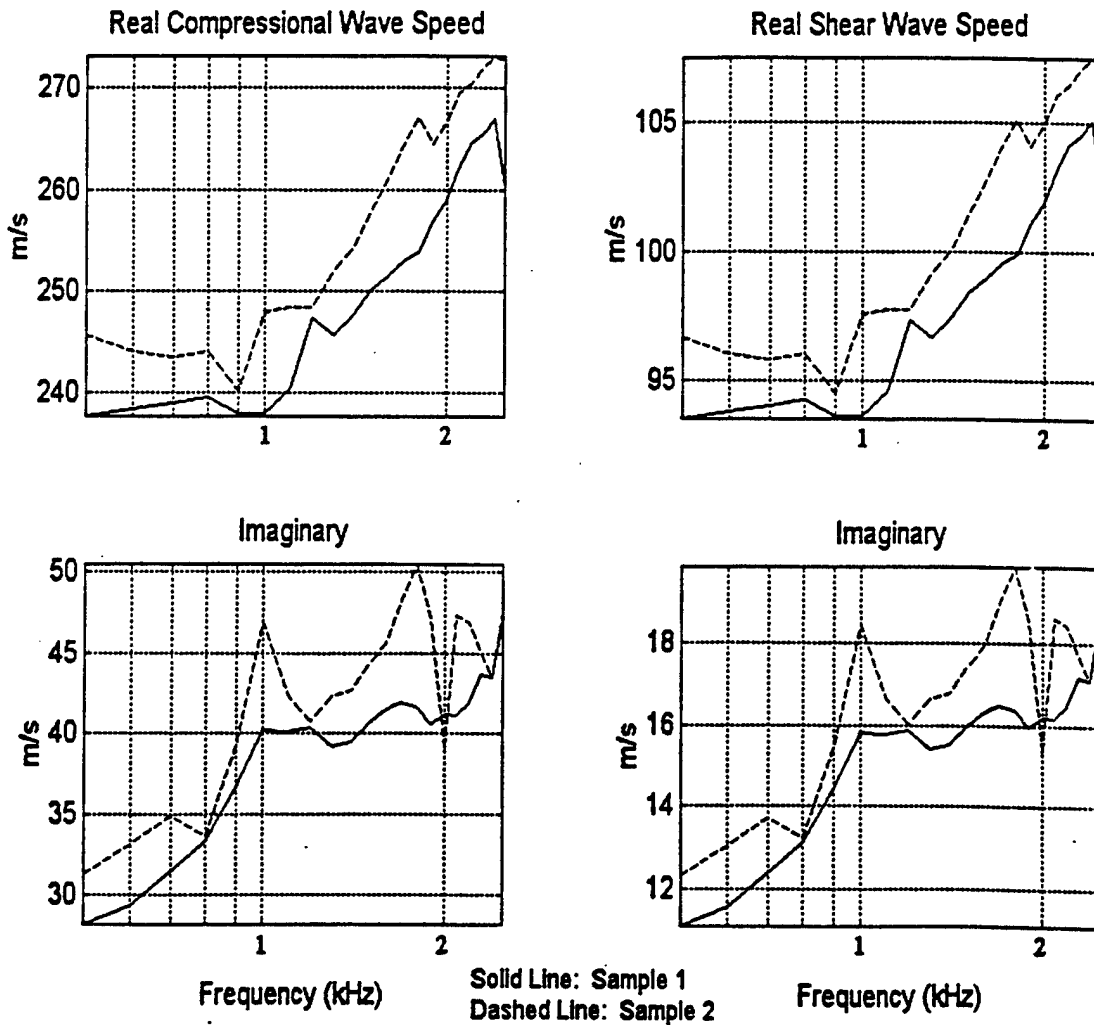 Real Compressional Wave Speed
270
260
250
240
m/s
1 2
Real Shear Wave Speed
105
100
95
m/s
1 2
Imaginary
50
45
40
35
30
m/s
1 2
Frequency (kHz)
Imaginary
18
16
14
12
m/s
1 2
Frequency (kHz)
Solid Line: Sample 1
Dashed Line: Sample 2